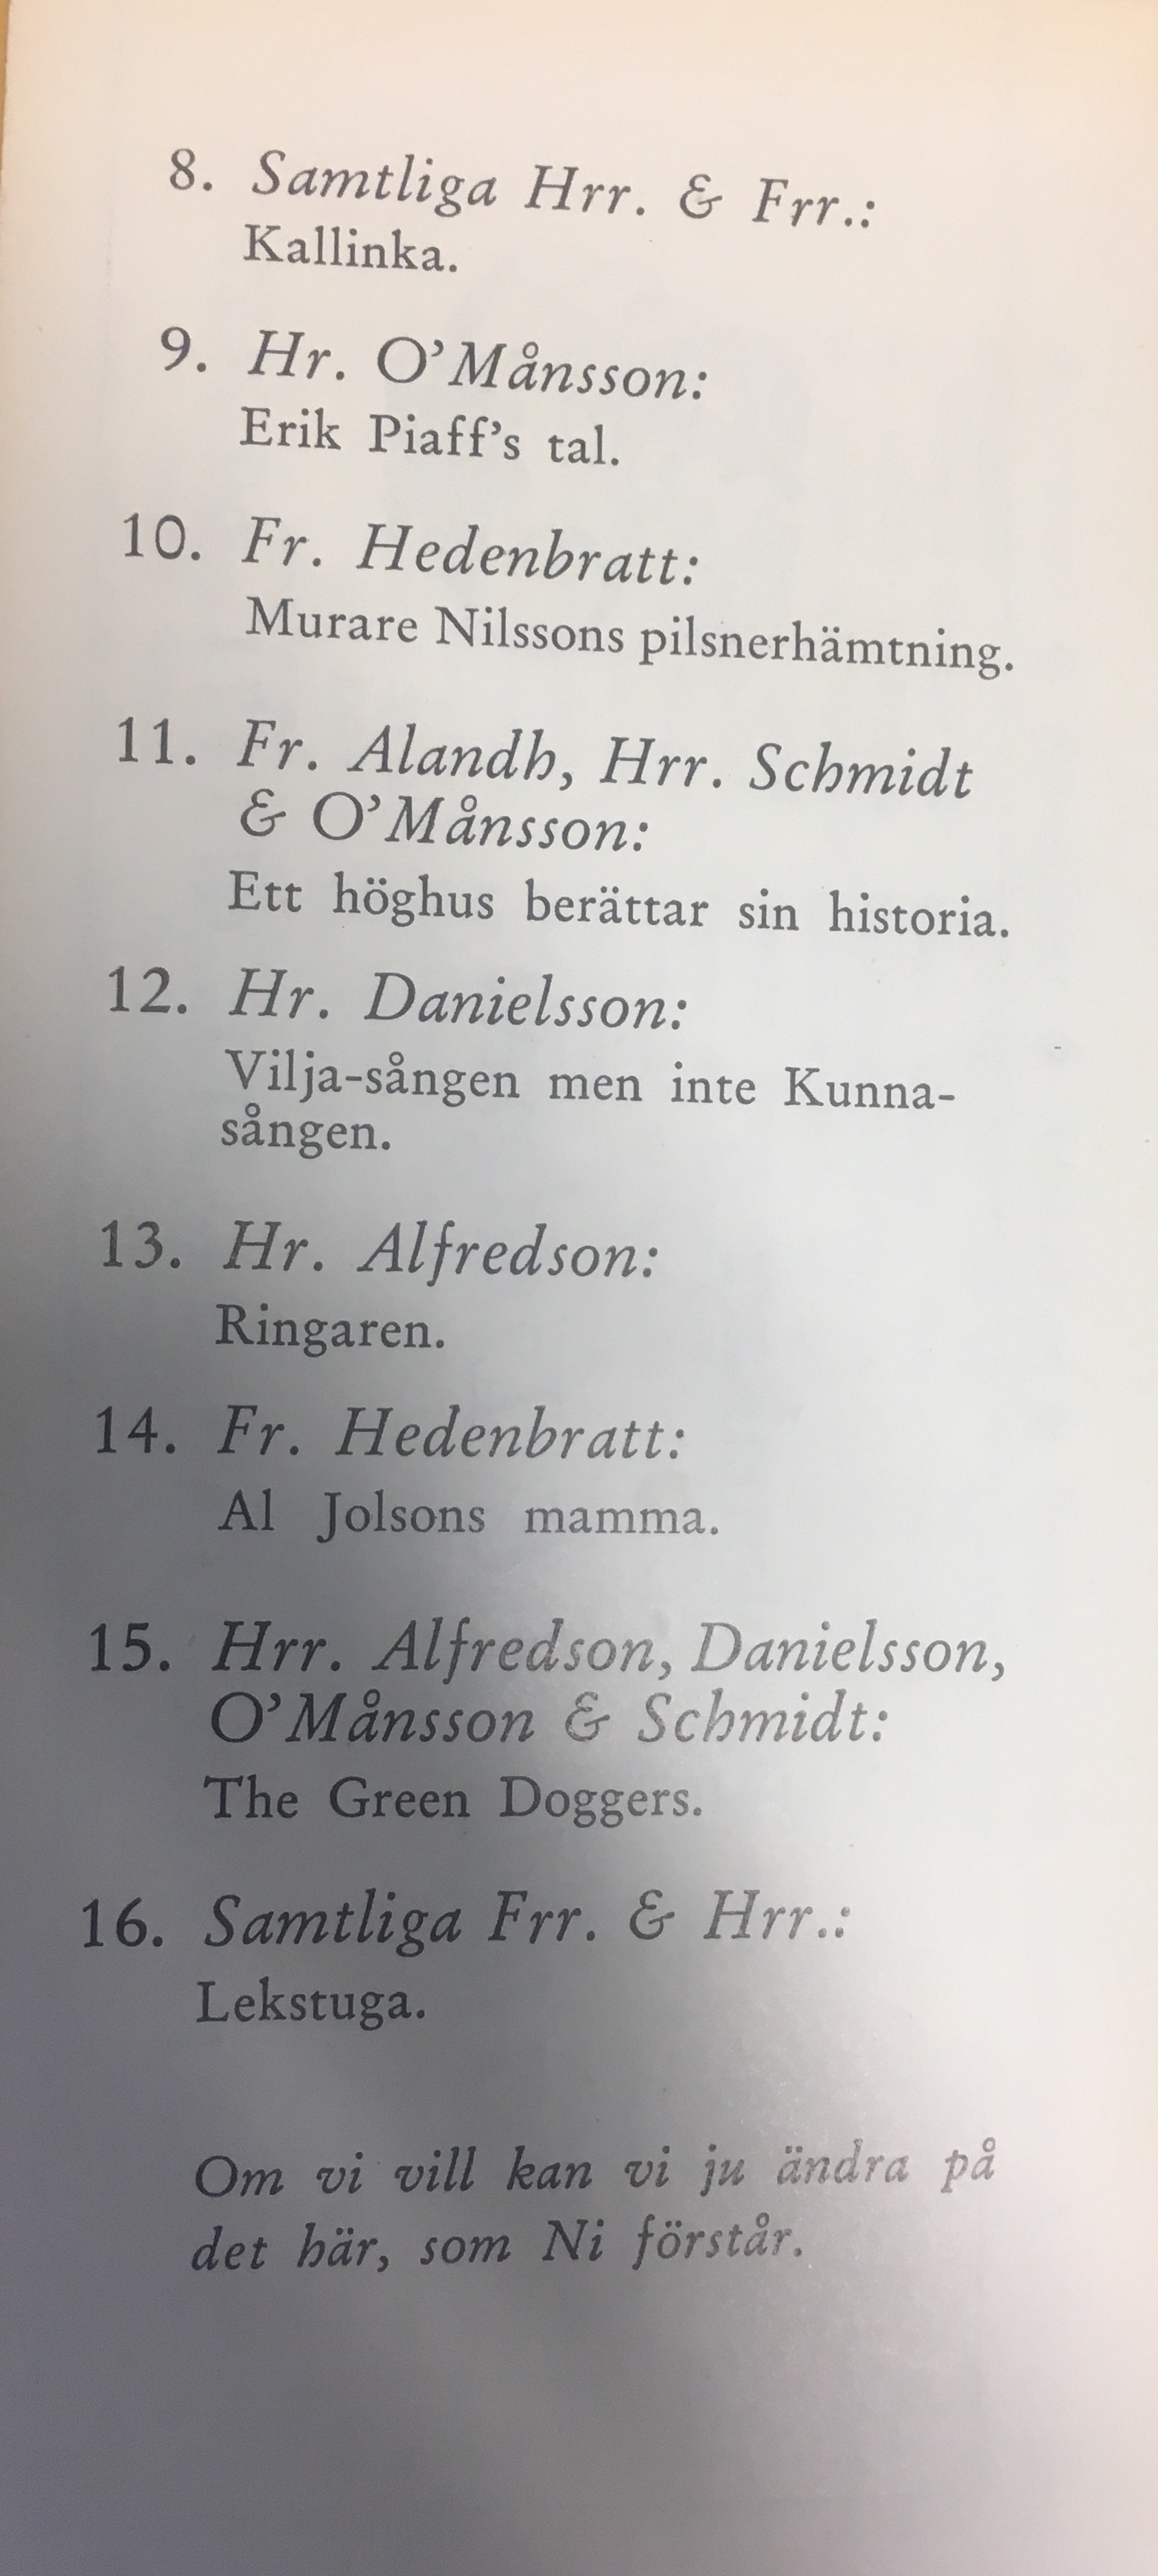 8. Samtliga Hrr. & Frr.:
Kallinka.
9. Hr. O'Månsson:
Erik Piaff's tal.
10. Fr. Hedenbratt:
Murare Nilssons pilsnerhämtning.
11. Fr. Alandh, Hrr. Schmidt
& O'Månsson:
Ett höghus berättar sin historia.
12. Hr. Danielsson:
Vilja-sången men inte Kunna-
sången.
13. Hr. Alfredson:
Ringaren.
14. Fr. Hedenbratt:
Al Jolsons mamma.
15. Hrr. Alfredson, Danielsson,
O'Månsson & Schmidt:
The Green Doggers.
16. Samtliga Frr. & Hrr.:
Lekstuga.
Om vi vill kan vi ju ändra på
det här, som Ni förstår.